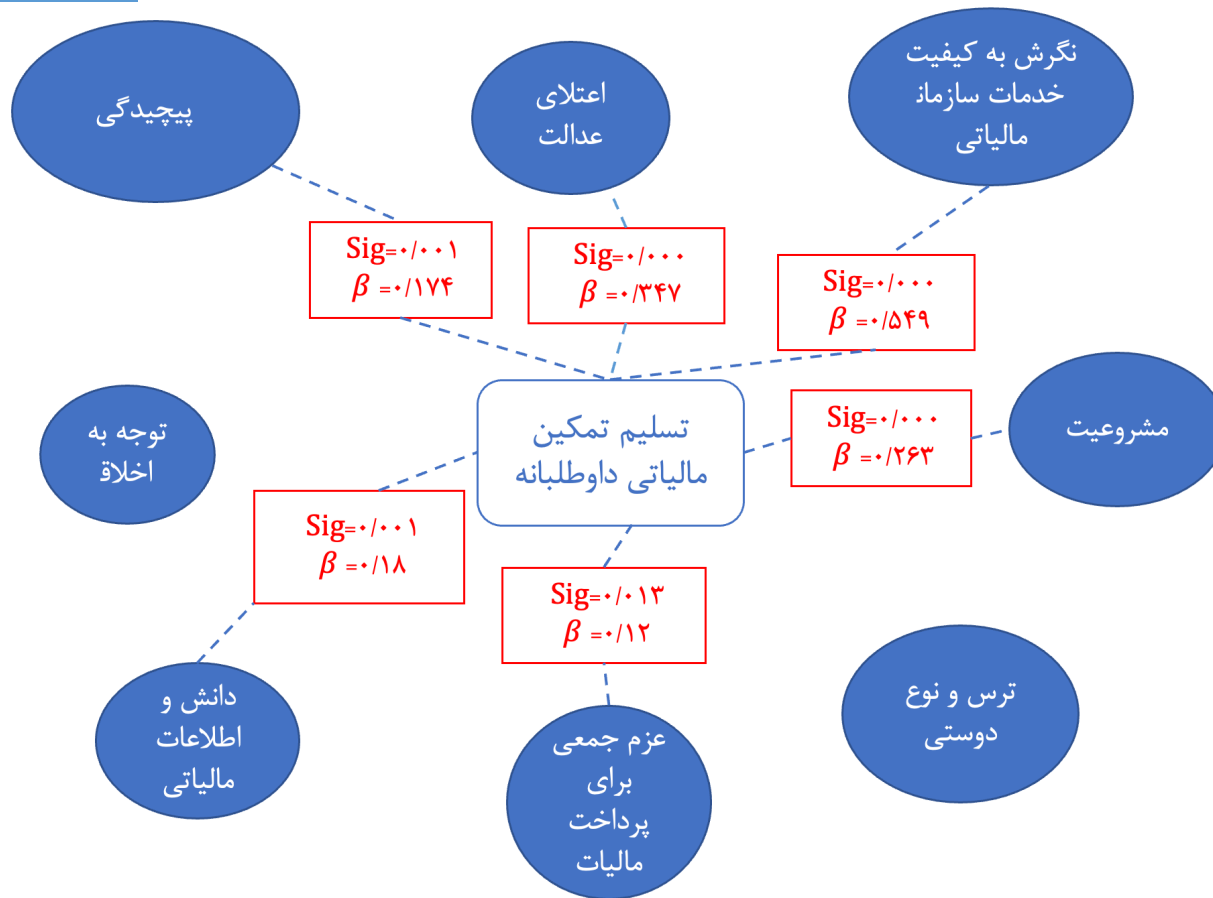 پیچیدگی
اعتلای
عدالت
نگرش به کیفیت
خدمات سازمان
مالیاتی
Sig=۰/۰۰۱
β =۰/۱۷۴
Sig=۰/۰۰۰
β =۰/۳۴۷
Sig=۰/۰۰۰
β =۰/۵۴۹
توجه به
اخلاق
تسلیم تمکین
مالیاتی داوطلبانه
Sig=۰/۰۰۰
β =۰/۲۶۳
مشروعیت
Sig=۰/۰۰۱
β =۰/۱۸
Sig=۰/۰۱۳
β =۰/۱۲
دانش و
اطلاعات
مالیاتی
عزم جمعی
برای
پرداخت
مالیات
ترس و نوع
دوستی